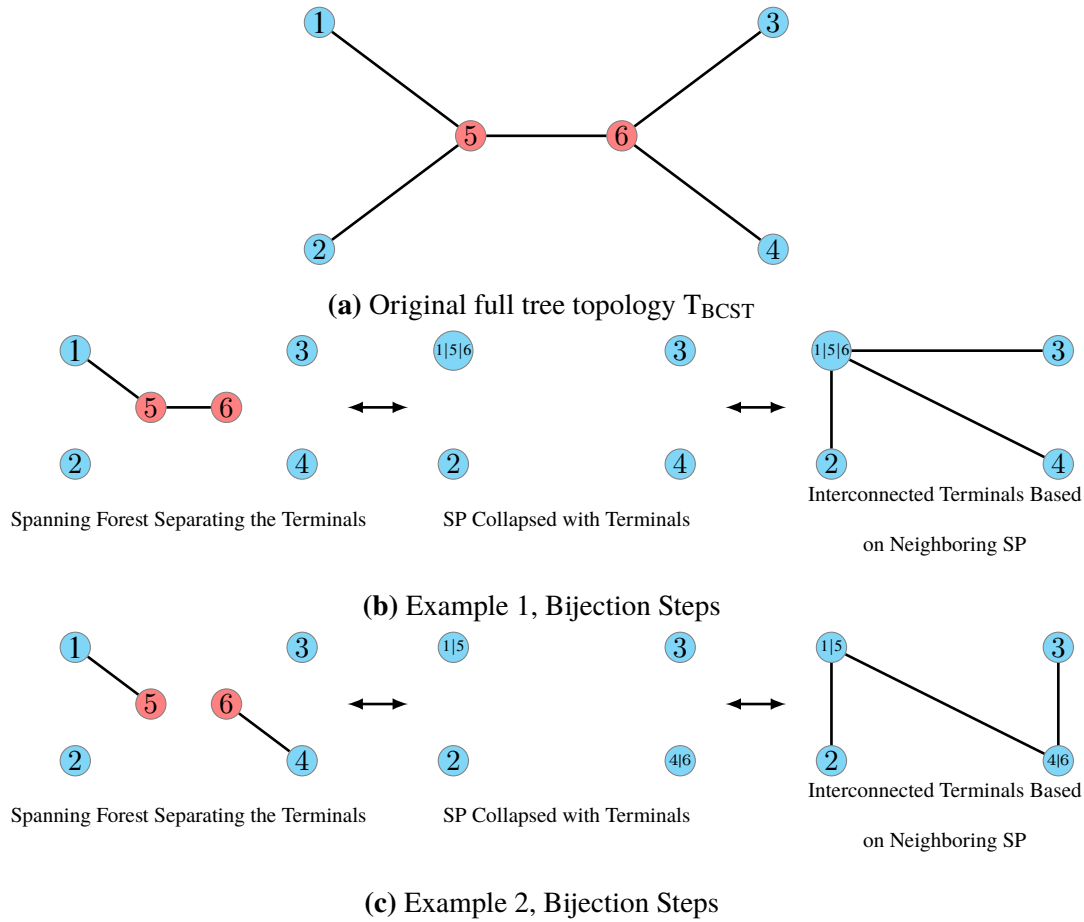 1 3
5 6
2 4
(a) Original full tree topology T_BCST
1 3 1|5|6 3 1|5|6 3
5 6
2 4 2 4 2 4
Spanning Forest Separating the Terminals SP Collapsed with Terminals Interconnected Terminals Based
on Neighboring SP
(b) Example 1, Bijection Steps
1 3 1|5 3 1|5 3
5 6
2 4 2 4|6 2 4|6
Spanning Forest Separating the Terminals SP Collapsed with Terminals Interconnected Terminals Based
on Neighboring SP
(c) Example 2, Bijection Steps